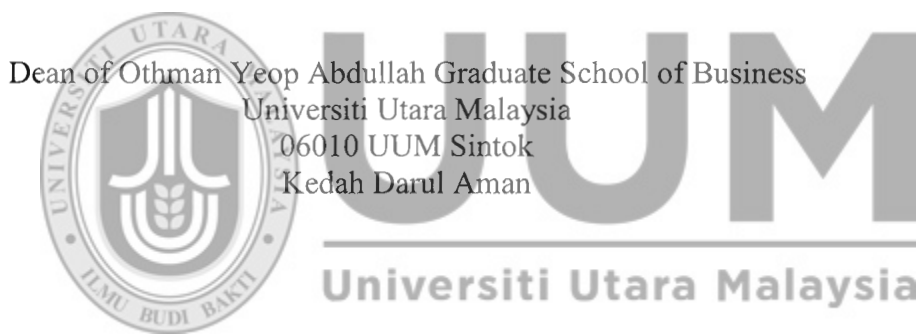 Dean of Othman Yeop Abdullah Graduate School of Business
Universiti Utara Malaysia
06010 UUM Sintok
Kedah Darul Aman
UNIVERSITI UTARA MALAYSIA
ILMU BUDI BAKTI
UUM
Universiti Utara Malaysia